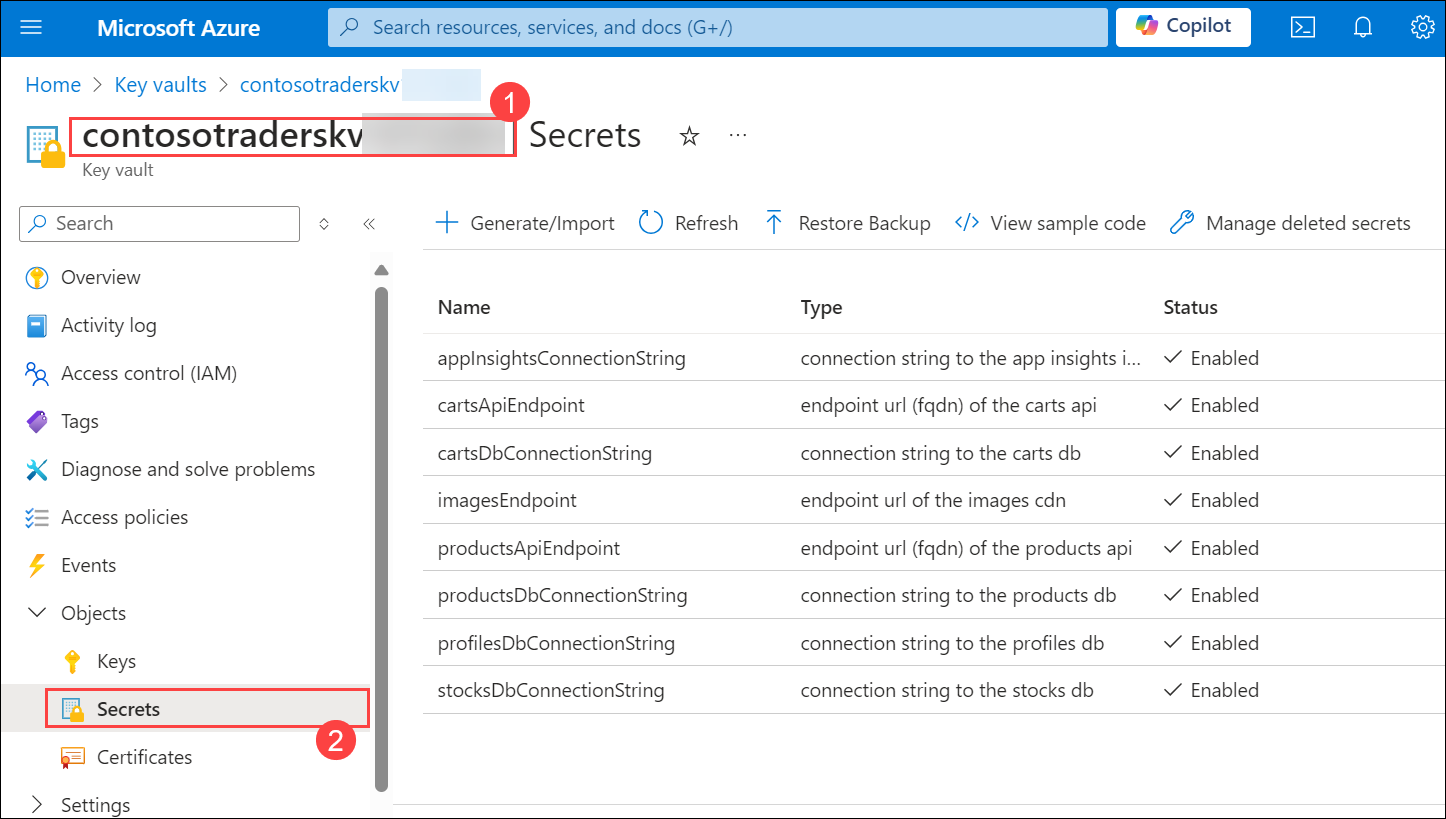 Microsoft Azure
Search resources, services, and docs (G+/)
Copilot
Home > Key vaults > contosotraderskv
1
contosotraderskv
Secrets
Key vault
Search
Generate/Import
Refresh
Restore Backup
View sample code
Manage deleted secrets
Overview
Activity log
Access control (IAM)
Tags
Diagnose and solve problems
Access policies
Events
Objects
Keys
Secrets
2
Certificates
Settings
Name Type Status
appInsightsConnectionString connection string to the app insights i... Enabled
cartsApiEndpoint endpoint url (fqdn) of the carts api Enabled
cartsDbConnectionString connection string to the carts db Enabled
imagesEndpoint endpoint url of the images cdn Enabled
productsApiEndpoint endpoint url (fqdn) of the products api Enabled
productsDbConnectionString connection string to the products db Enabled
profilesDbConnectionString connection string to the profiles db Enabled
stocksDbConnectionString connection string to the stocks db Enabled